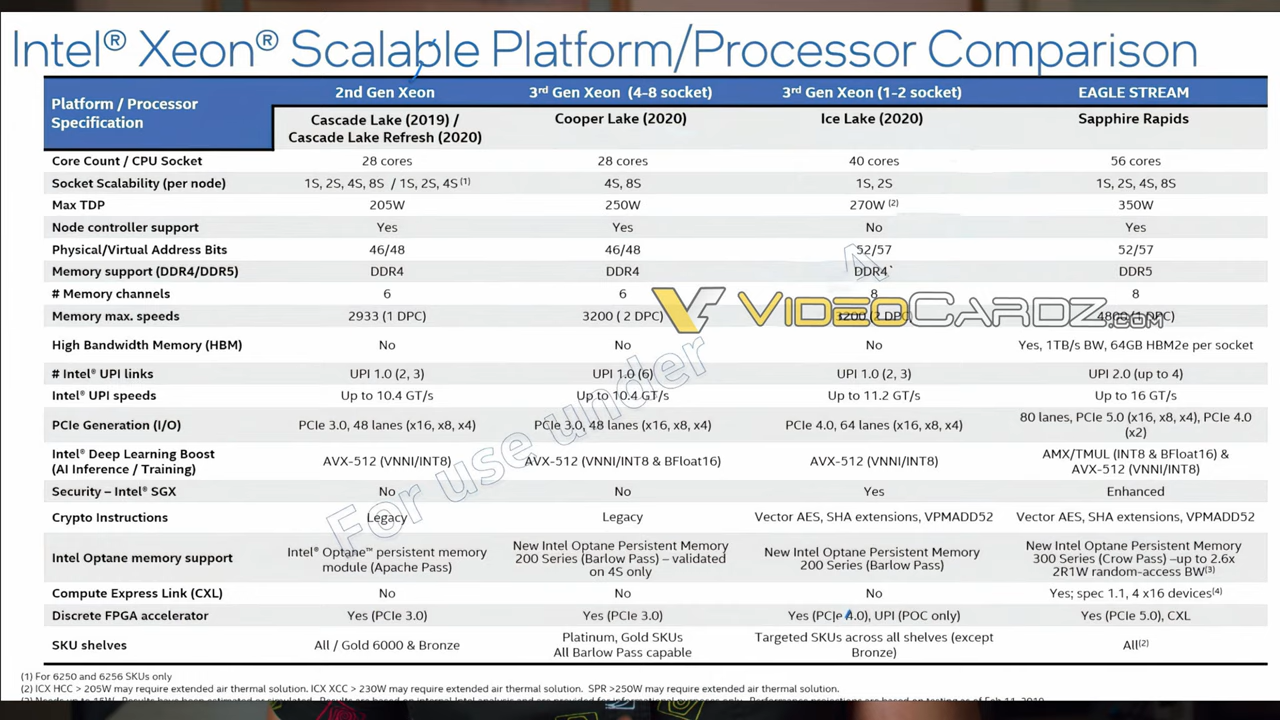 Intel® Xeon® Scalable Platform/Processor Comparison
Platform / Processor Specification
2nd Gen Xeon
3rd Gen Xeon (4-8 socket)
3rd Gen Xeon (1-2 socket)
EAGLE STREAM
Cascade Lake (2019) / Cascade Lake Refresh (2020)
Cooper Lake (2020)
Ice Lake (2020)
Sapphire Rapids
Core Count / CPU Socket 28 cores 28 cores 40 cores 56 cores
Socket Scalability (per node) 1S, 2S, 4S, 8S / 1S, 2S, 4S(1) 4S, 8S 1S, 2S 1S, 2S, 4S, 8S
Max TDP 205W 250W 270W (2) 350W
Node controller support Yes Yes No Yes
Physical/Virtual Address Bits 46/48 46/48 52/57 52/57
Memory support (DDR4/DDR5) DDR4 DDR4 DDR4 DDR5
# Memory channels 6 6 8 8
Memory max. speeds 2933 (1 DPC) 3200 ( 2 DPC) 3200 (2 DPC) 4800 (1 DPC)
VIDEOCARDZ.COM
High Bandwidth Memory (HBM) No No No Yes, 1TB/s BW, 64GB HBM2e per socket
# Intel® UPI links UPI 1.0 (2, 3) UPI 1.0 (6) UPI 1.0 (2, 3) UPI 2.0 (up to 4)
Intel® UPI speeds Up to 10.4 GT/s Up to 10.4 GT/s Up to 11.2 GT/s Up to 16 GT/s
PCIe Generation (I/O) PCIe 3.0, 48 lanes (x16, x8, x4) PCIe 3.0, 48 lanes (x16, x8, x4) PCIe 4.0, 64 lanes (x16, x8, x4) 80 lanes, PCIe 5.0 (x16, x8, x4), PCIe 4.0 (x2)
Intel® Deep Learning Boost (AI Inference / Training) AVX-512 (VNNI/INT8) AVX-512 (VNNI/INT8 & BFloat16) AVX-512 (VNNI/INT8) AMX/TMUL (INT8 & BFloat16) & AVX-512 (VNNI/INT8)
Security – Intel® SGX No No Yes Enhanced
Crypto Instructions Legacy Legacy Vector AES, SHA extensions, VPMADD52 Vector AES, SHA extensions, VPMADD52
Intel Optane memory support Intel® Optane™ persistent memory module (Apache Pass) New Intel Optane Persistent Memory 200 Series (Barlow Pass) – validated on 4S only New Intel Optane Persistent Memory 200 Series (Barlow Pass) New Intel Optane Persistent Memory 300 Series (Crow Pass) –up to 2.6x 2R1W random-access BW(3)
Compute Express Link (CXL) No No No Yes; spec 1.1, 4 x16 devices(4)
Discrete FPGA accelerator Yes (PCIe 3.0) Yes (PCIe 3.0) Yes (PCIe 4.0), UPI (POC only) Yes (PCIe 5.0), CXL
SKU shelves All / Gold 6000 & Bronze Platinum, Gold SKUs All Barlow Pass capable Targeted SKUs across all shelves (except Bronze) All(2)
For use under
(1) For 6250 and 6256 SKUs only
(2) ICX HCC > 205W may require extended air thermal solution. ICX XCC > 230W may require extended air thermal solution. SPR >250W may require extended air thermal solution.